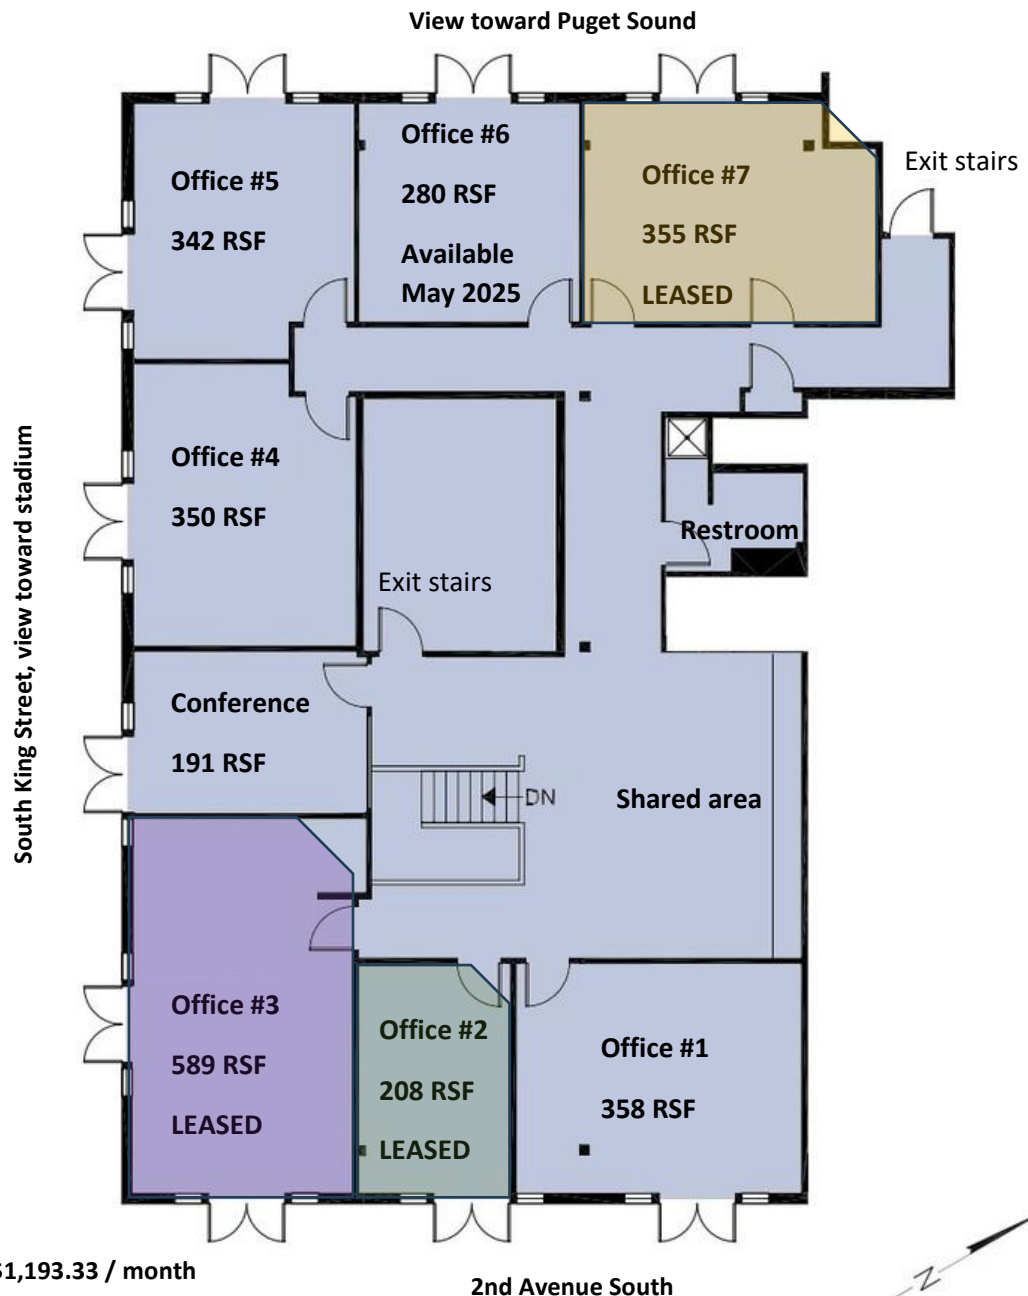 View toward Puget Sound
Office #5
342 RSF
Office #6
280 RSF
Available
May 2025
Office #7
355 RSF
LEASED
Exit stairs
Office #4
350 RSF
Exit stairs
Restroom
South King Street, view toward stadium
Conference
191 RSF
DN
Shared area
Office #3
589 RSF
LEASED
Office #2
208 RSF
LEASED
Office #1
358 RSF
1,193.33 / month
2nd Avenue South
N